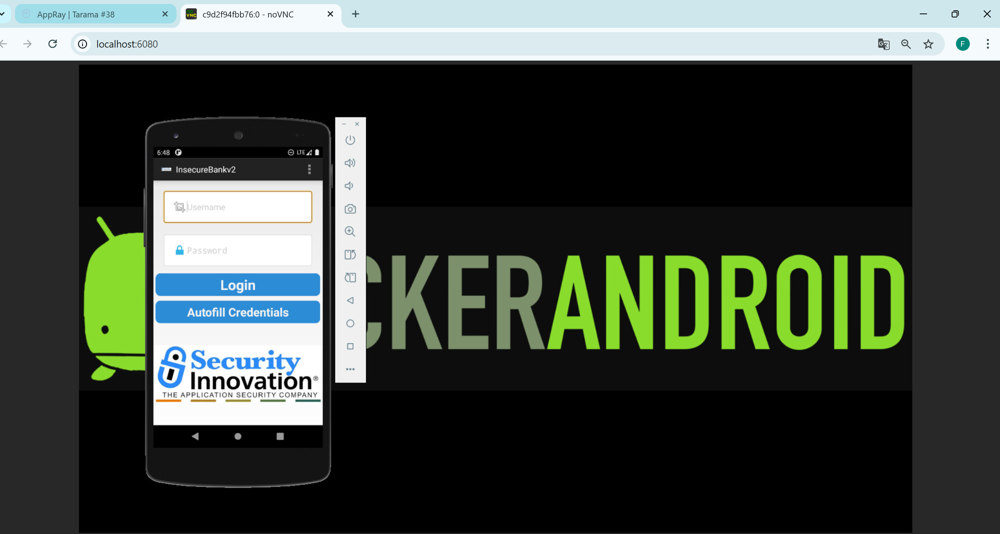 AppRay | Tarama #38
c9d2f94fbb76:0 - noVNC
localhost:6080
F
6:48
LTE
InsecureBankv2
Username
Password
Login
Autofill Credentials
Security
Innovation®
THE APPLICATION SECURITY COMPANY
CKERANDROID